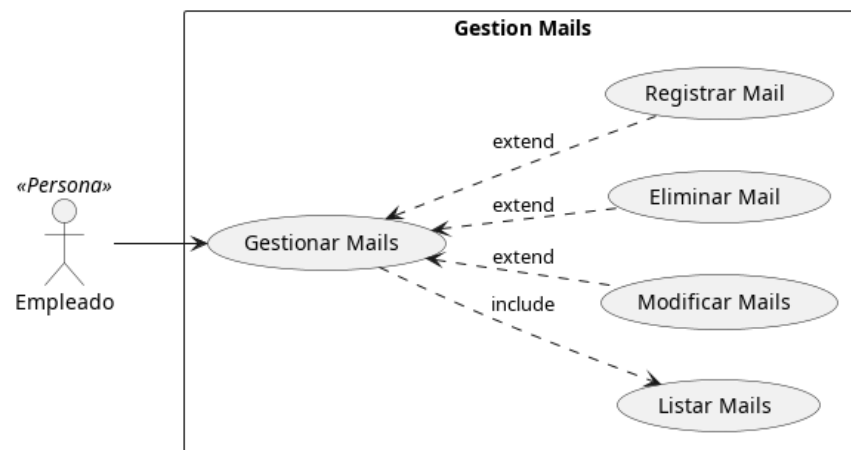 Gestion Mails
Registrar Mail
extend
«Persona»
Eliminar Mail
extend
Gestionar Mails
extend
Empleado
Modificar Mails
include
Listar Mails